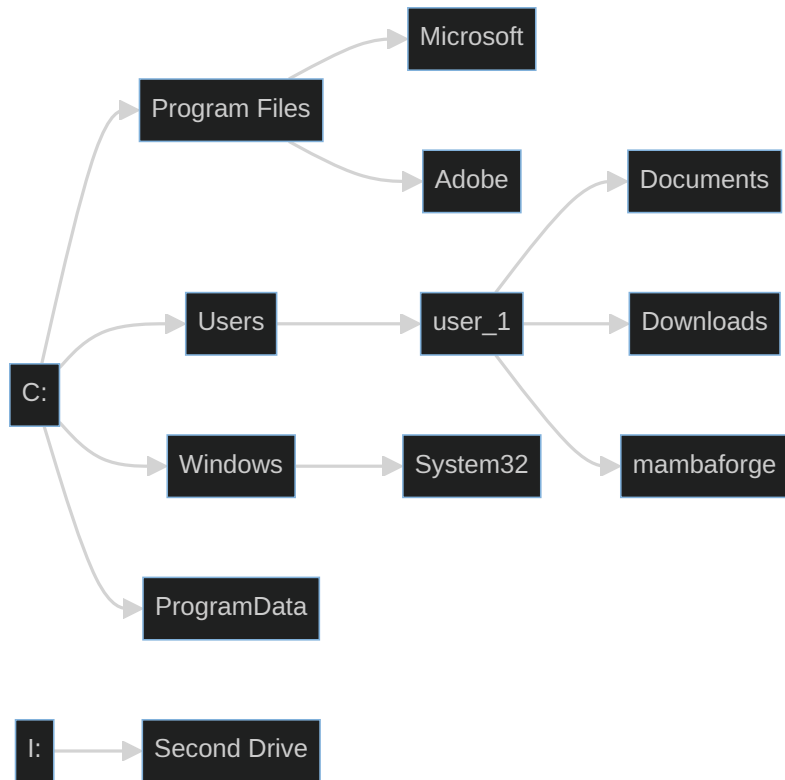 Microsoft
Program Files
Adobe
Documents
Users
user_1
Downloads
C:
Windows
System32
mambaforge
ProgramData
I:
Second Drive